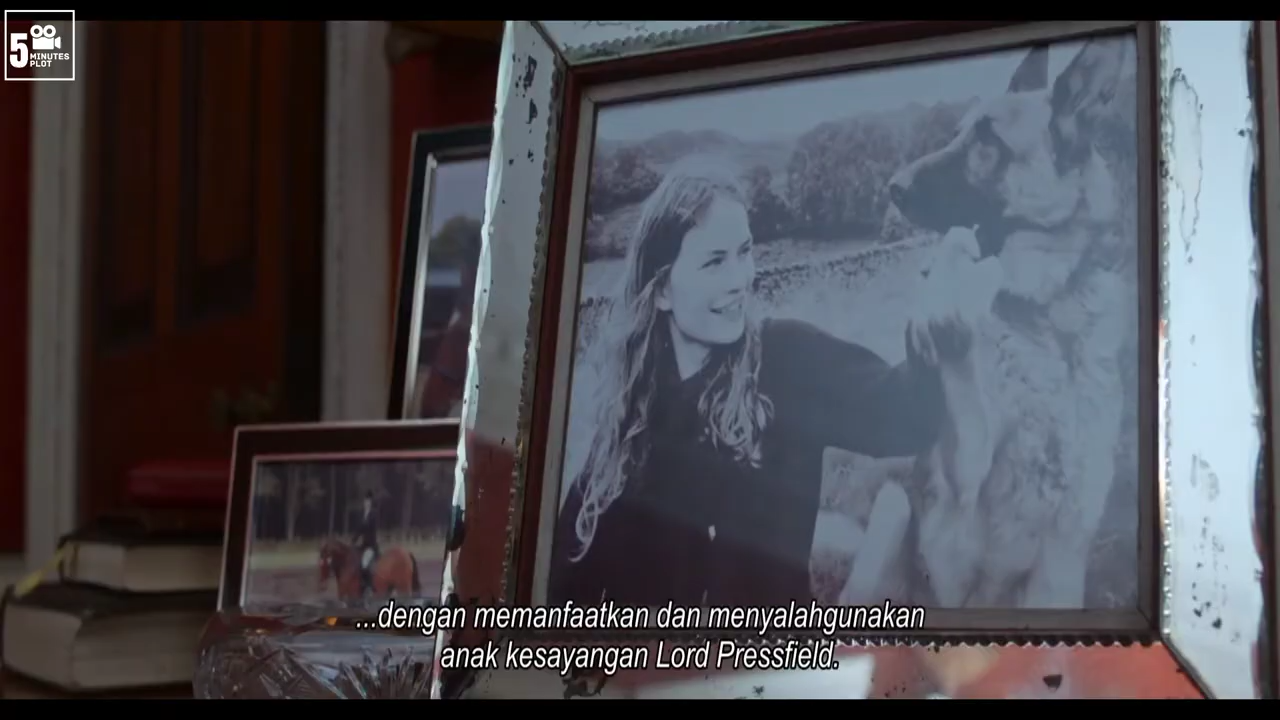 5
MINUTES
PLOT
...dengan memanfaatkan dan menyalahgunakan
anak kesayangan Lord Pressfield.